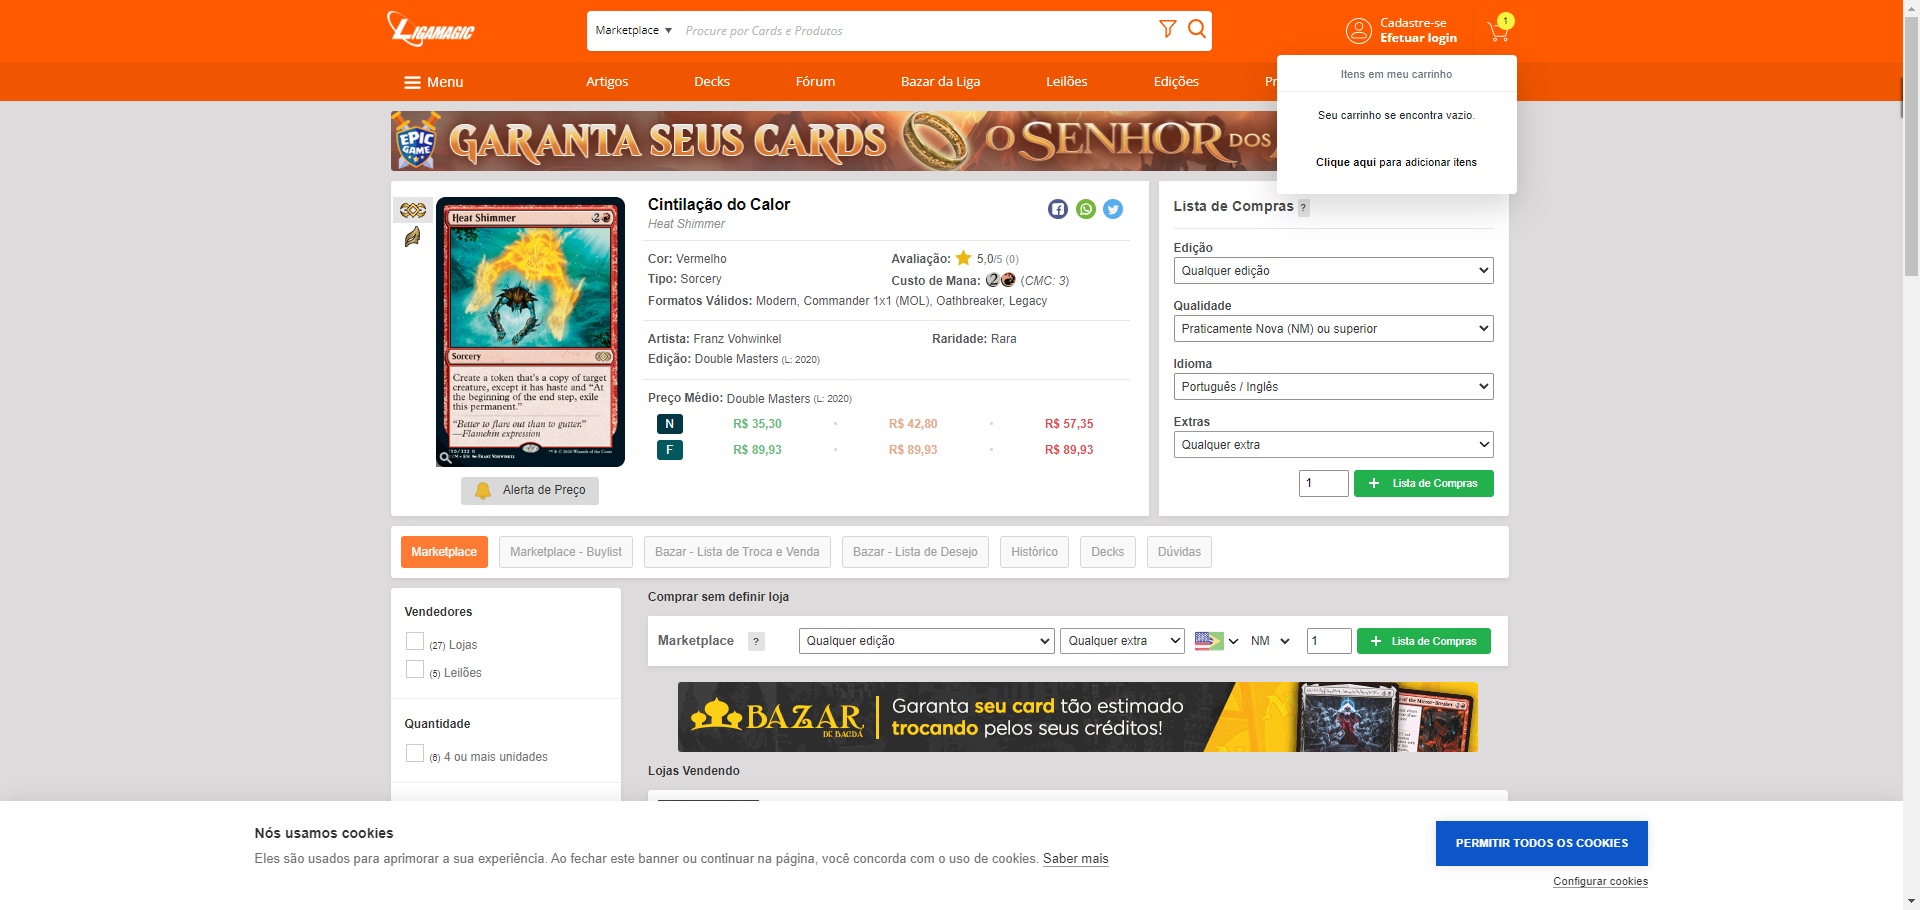 LIGAMAGIC
Marketplace
Procure por Cards e Produtos
Cadastre-se
Efetuar login
1
Menu
Artigos
Decks
Fórum
Bazar da Liga
Leilões
Edições
Itens em meu carrinho
Seu carrinho se encontra vazio.
Clique aqui para adicionar itens
EPIC GAME
GARANTA SEUS CARDS
O SENHOR DOS
Heat Shimmer
2
Sorcery
Create a token that's a copy of target
creature, except it has haste and "At
the beginning of the end step, exile
this permanent."
"Better to flare out than to gutter."
—Flamekin expression
Alerta de Preço
Cintilação do Calor
Heat Shimmer
Cor: Vermelho
Avaliação: 5,0/5 (0)
Tipo: Sorcery
Custo de Mana: 2 (CMC: 3)
Formatos Válidos: Modern, Commander 1x1 (MOL), Oathbreaker, Legacy
Artista: Franz Vohwinkel
Raridade: Rara
Edição: Double Masters (L: 2020)
Preço Médio: Double Masters (L: 2020)
N R$ 35,30 R$ 42,80 R$ 57,35
F R$ 89,93 R$ 89,93 R$ 89,93
Lista de Compras ?
Edição
Qualquer edição
Qualidade
Praticamente Nova (NM) ou superior
Idioma
Português / Inglês
Extras
Qualquer extra
1 + Lista de Compras
Marketplace
Marketplace - Buylist
Bazar - Lista de Troca e Venda
Bazar - Lista de Desejo
Histórico
Decks
Dúvidas
Vendedores
(27) Lojas
(5) Leilões
Quantidade
(8) 4 ou mais unidades
Comprar sem definir loja
Marketplace ? Qualquer edição Qualquer extra NM 1 + Lista de Compras
BAZAR
DE BAGDÁ
Garanta seu card tão estimado
trocando pelos seus créditos!
Lojas Vendendo
Nós usamos cookies
Eles são usados para aprimorar a sua experiência. Ao fechar este banner ou continuar na página, você concorda com o uso de cookies. Saber mais
PERMITIR TODOS OS COOKIES
Configurar cookies